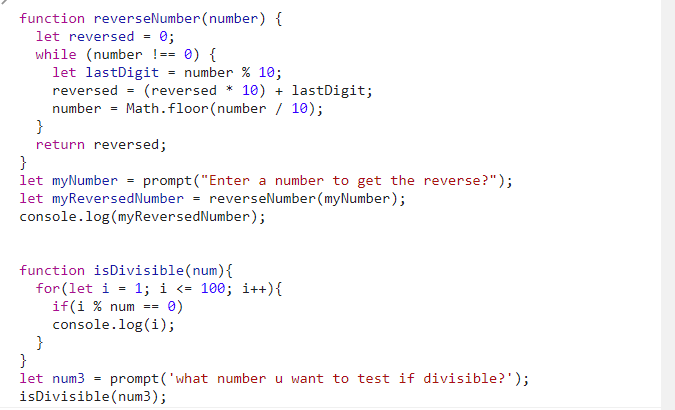 function reverseNumber(number) {
  let reversed = 0;
  while (number !== 0) {
    let lastDigit = number % 10;
    reversed = (reversed * 10) + lastDigit;
    number = Math.floor(number / 10);
  }
  return reversed;
}
let myNumber = prompt("Enter a number to get the reverse?");
let myReversedNumber = reverseNumber(myNumber);
console.log(myReversedNumber);
function isDivisible(num){
  for(let i = 1; i <= 100; i++){
    if(i % num == 0)
    console.log(i);
  }
}
let num3 = prompt('what number u want to test if divisible?');
isDivisible(num3);